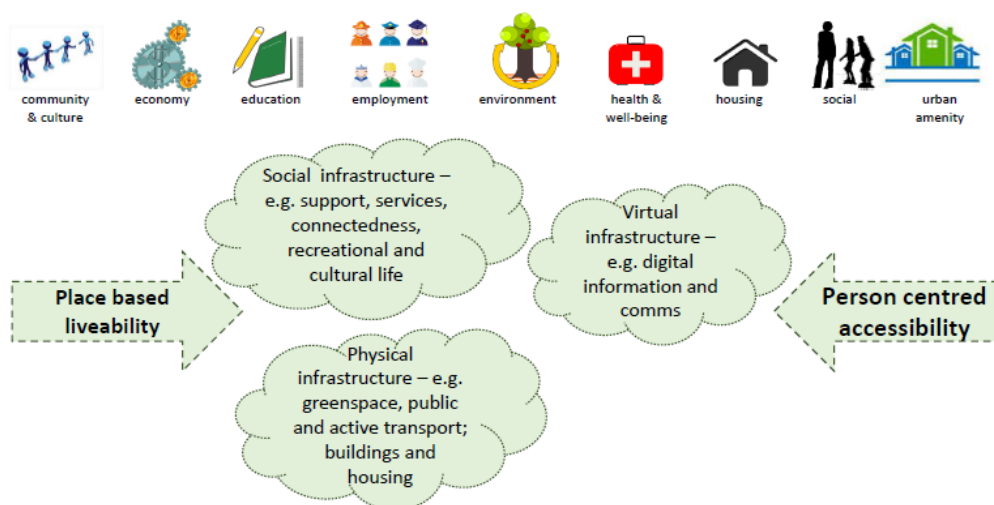 community
& culture
economy
education
employment
environment
health &
well-being
housing
social
urban
amenity
Social infrastructure –
e.g. support, services,
connectedness,
recreational and
cultural life
Virtual
infrastructure –
e.g. digital
information and
comms
Place based
liveability
Person centred
accessibility
Physical
infrastructure – e.g.
greenspace, public
and active transport;
buildings and
housing